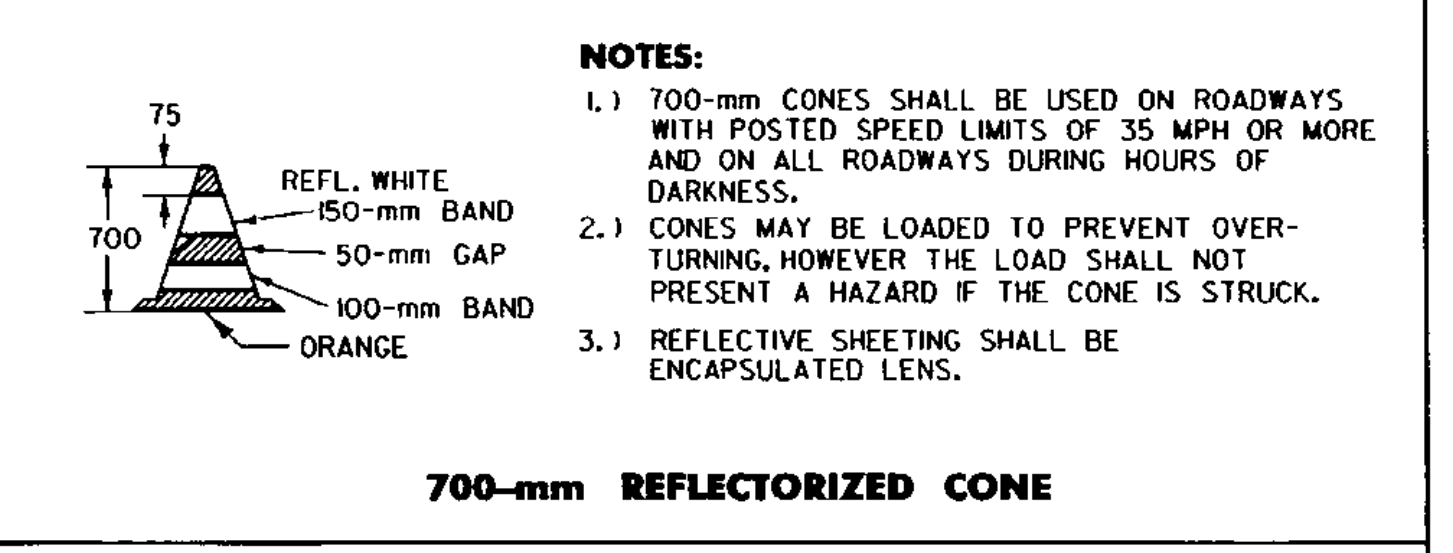 75
700
REFL. WHITE
150-mm BAND
50-mm GAP
100-mm BAND
ORANGE
NOTES:
1.) 700-mm CONES SHALL BE USED ON ROADWAYS
WITH POSTED SPEED LIMITS OF 35 MPH OR MORE
AND ON ALL ROADWAYS DURING HOURS OF
DARKNESS.
2.) CONES MAY BE LOADED TO PREVENT OVER-
TURNING, HOWEVER THE LOAD SHALL NOT
PRESENT A HAZARD IF THE CONE IS STRUCK.
3.) REFLECTIVE SHEETING SHALL BE
ENCAPSULATED LENS.
700-mm REFLECTORIZED CONE